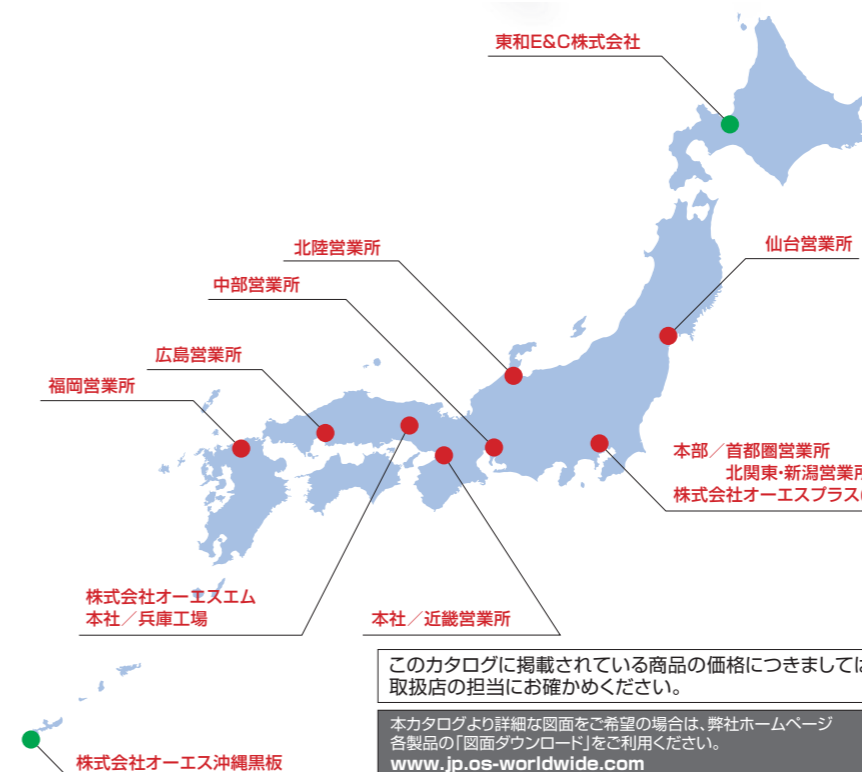 東和E&C株式会社
仙台営業所
北陸営業所
中部営業所
広島営業所
福岡営業所
本部／首都圏営業所
北関東・新潟営業所
株式会社オーエスプラス
株式会社オーエスエム
本社／兵庫工場
本社／近畿営業所
このカタログに掲載されている商品の価格につきましては
取扱店の担当にお確かめください。
本カタログより詳細な図面をご希望の場合は、弊社ホームページ
各製品の「図面ダウンロード」をご利用ください。
www.jp.os-worldwide.com
株式会社オーエス沖縄黒板